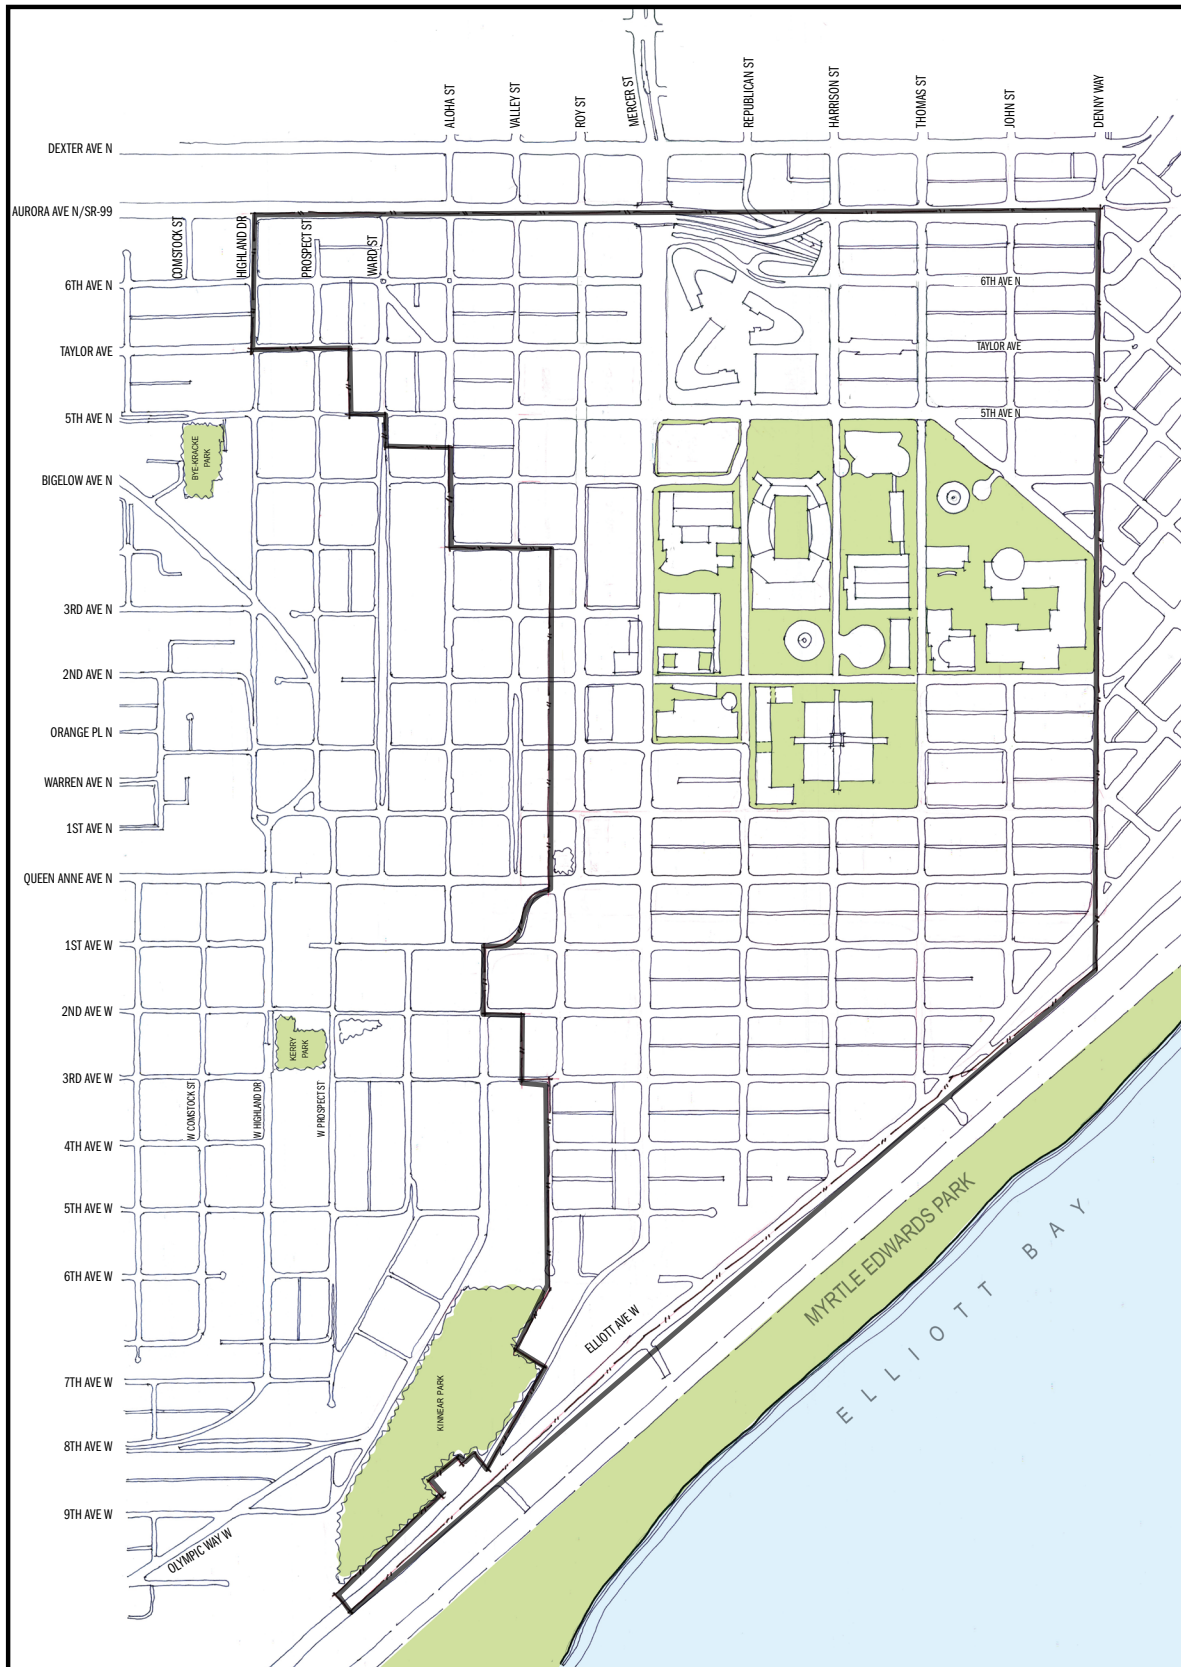 ALOHA ST
VALLEY ST
ROY ST
MERCER ST
REPUBLICAN ST
HARRISON ST
THOMAS ST
JOHN ST
DENNY WAY
DEXTER AVE N
AURORA AVE N/SR-99
COMSTOCK ST
HIGHLAND DR
PROSPECT ST
WARD ST
6TH AVE N
6TH AVE N
TAYLOR AVE
TAYLOR AVE
5TH AVE N
5TH AVE N
BYE-KRACKE
PARK
BIGELOW AVE N
3RD AVE N
2ND AVE N
ORANGE PL N
WARREN AVE N
1ST AVE N
QUEEN ANNE AVE N
1ST AVE W
2ND AVE W
KERRY
PARK
3RD AVE W
W COMSTOCK ST
W HIGHLAND DR
W PROSPECT ST
4TH AVE W
5TH AVE W
6TH AVE W
MYRTLE EDWARDS PARK
ELLIOTT BAY
ELLIOTT AVE W
7TH AVE W
KINNEAR PARK
8TH AVE W
9TH AVE W
OLYMPIC WAY W